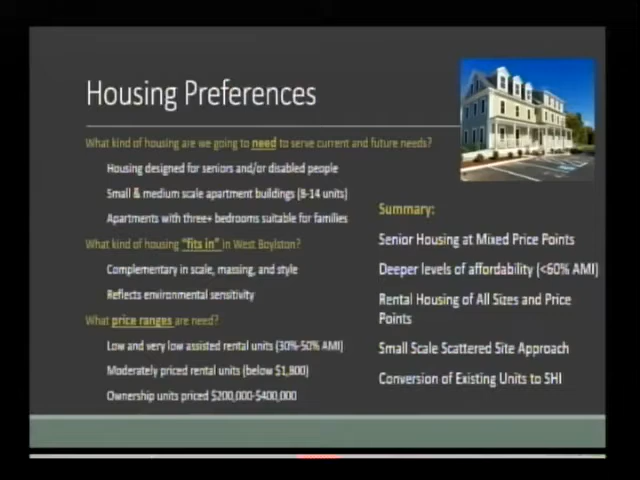 Housing Preferences
What kind of housing are we going to need to serve current and future needs?
Housing designed for seniors and/or disabled people
Small & medium scale apartment buildings (8-14 units)
Apartments with three+ bedrooms suitable for families
What kind of housing "fits in" in West Boylston?
Complementary in scale, massing, and style
Reflects environmental sensitivity
What price ranges are need?
Low and very low assisted rental units (30%-50% AMI)
Moderately priced rental units (below $1,800)
Ownership units priced $200,000-$400,000
Summary:
Senior Housing at Mixed Price Points
Deeper levels of affordability (<60% AMI)
Rental Housing of All Sizes and Price
Points
Small Scale Scattered Site Approach
Conversion of Existing Units to SHI